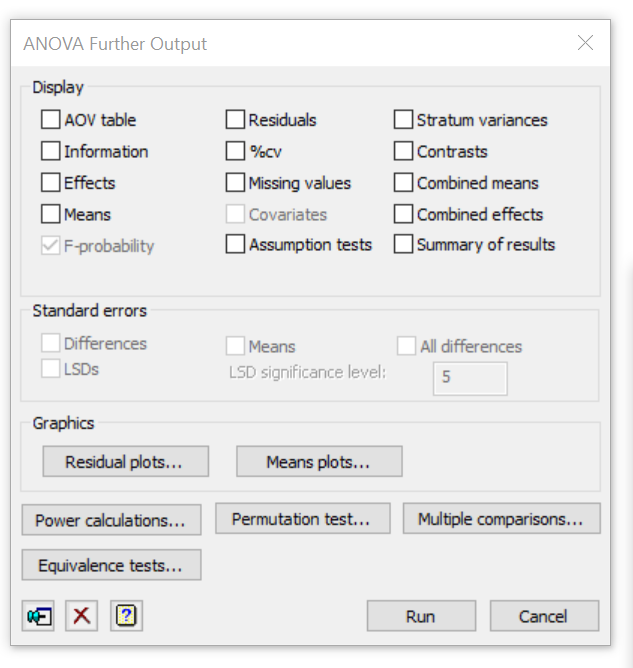 ANOVA Further Output
Display
AOV table Residuals Stratum variances
Information %cv Contrasts
Effects Missing values Combined means
Means Covariates Combined effects
F-probability Assumption tests Summary of results
Standard errors
Differences Means All differences
LSDs LSD significance level: 5
Graphics
Residual plots... Means plots...
Power calculations... Permutation test... Multiple comparisons...
Equivalence tests...
? Run Cancel